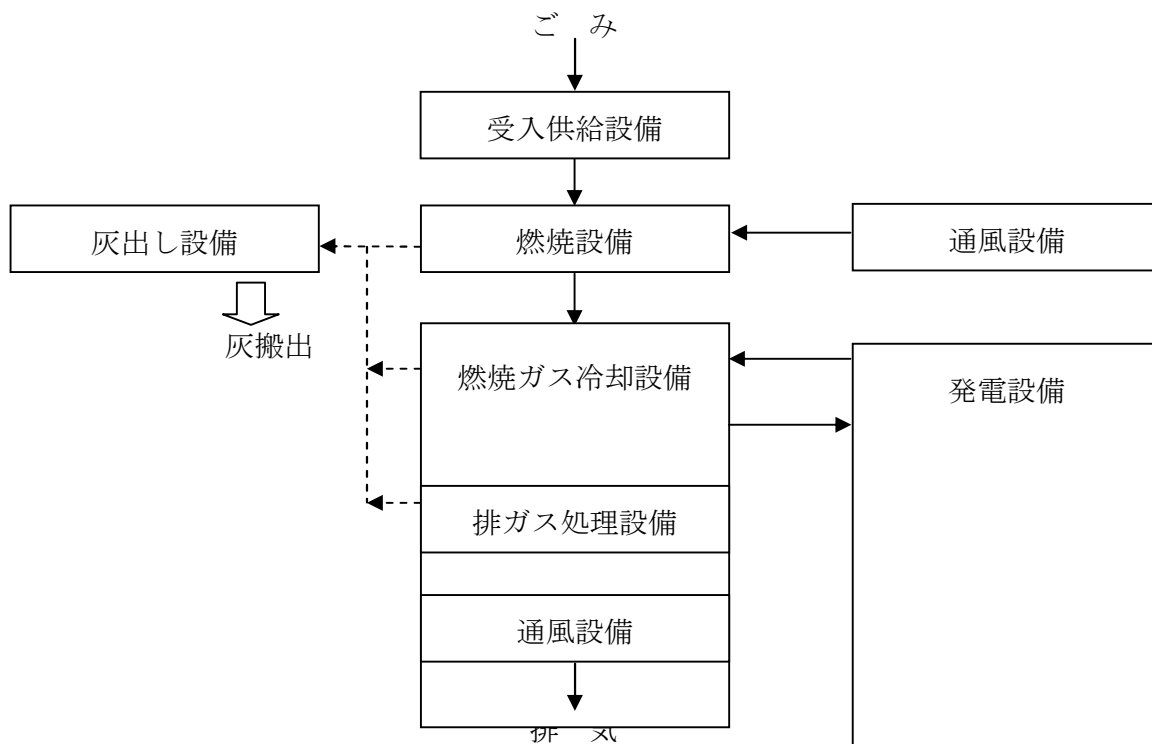 ご み
受入供給設備
灰出し設備
燃焼設備
通風設備
灰搬出
燃焼ガス冷却設備
発電設備
排ガス処理設備
通風設備
排 気